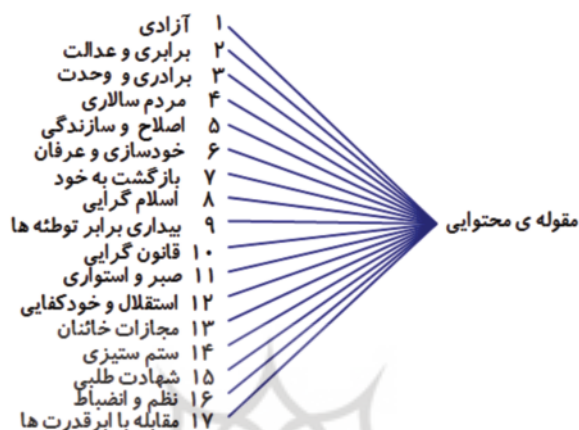 ۱ آزادی
۲ برابری و عدالت
۳ برادری و وحدت
۴ مردم سالاری
۵ اصلاح و سازندگی
۶ خودسازی و عرفان
۷ بازگشت به خود
۸ اسلام گرایی
۹ بیداری برابر توطئه ها
۱۰ قانون گرایی
۱۱ صبر و استواری
۱۲ استقلال و خودکفایی
۱۳ مجازات خائنان
۱۴ ستم ستیزی
۱۵ شهادت طلبی
۱۶ نظم و انضباط
۱۷ مقابله با ابرقدرت ها
مقوله ی محتوایی